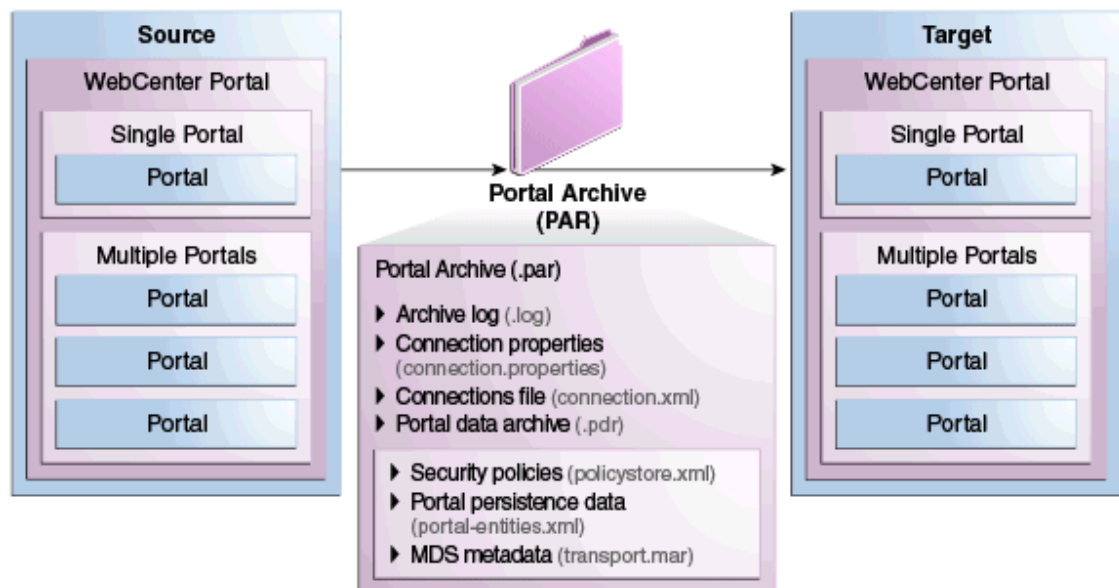 Source
WebCenter Portal
Single Portal
Portal
Multiple Portals
Portal
Portal
Portal
Portal Archive
(PAR)
Portal Archive (.par)
Archive log (.log)
Connection properties
(connection.properties)
Connections file (connection.xml)
Portal data archive (.pdr)
Security policies (policystore.xml)
Portal persistence data
(portal-entities.xml)
MDS metadata (transport.mar)
Target
WebCenter Portal
Single Portal
Portal
Multiple Portals
Portal
Portal
Portal